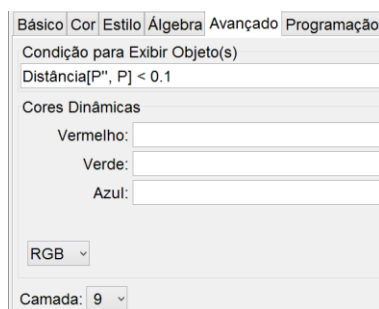 Básico Cor Estilo Álgebra Avançado Programação
Condição para Exibir Objeto(s)
Distância[P'', P] < 0.1
Cores Dinâmicas
Vermelho:
Verde:
Azul:
RGB
Camada: 9